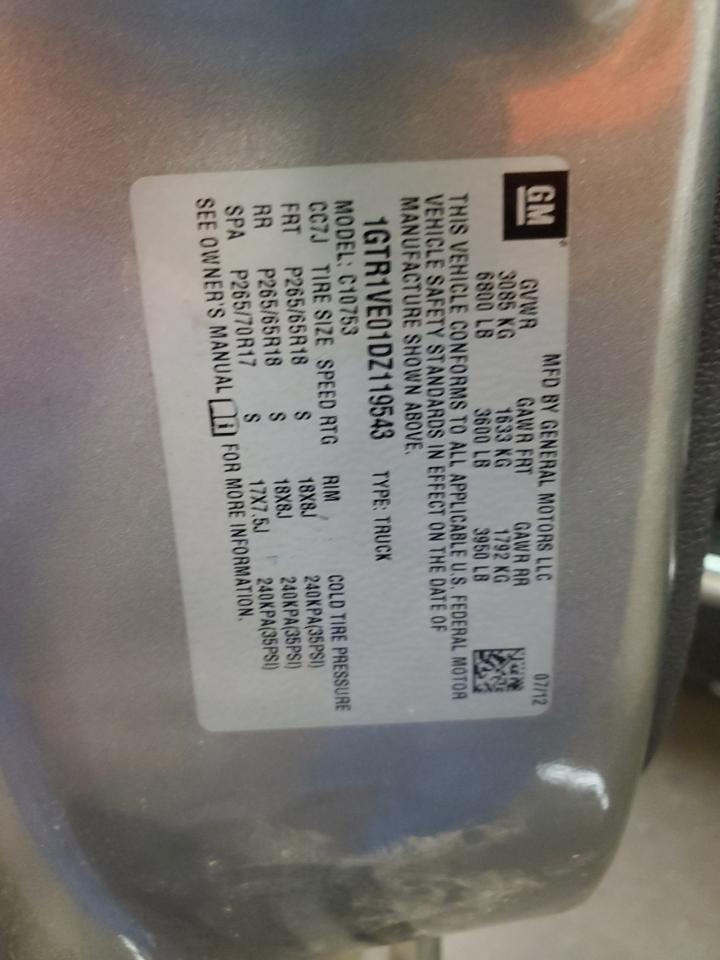 GM
MFD BY GENERAL MOTORS LLC 07/12
GVWR GAWR FRT GAWR RR
3085 KG 1633 KG 1792 KG
6800 LB 3600 LB 3950 LB
THIS VEHICLE CONFORMS TO ALL APPLICABLE U.S. FEDERAL MOTOR
VEHICLE SAFETY STANDARDS IN EFFECT ON THE DATE OF
MANUFACTURE SHOWN ABOVE.
1GTR1VE01DZ119543 TYPE: TRUCK
MODEL: C10753
CC7J TIRE SIZE SPEED RTG RIM COLD TIRE PRESSURE
FRT P265/65R18 S 18X8J 240KPA(35PSI)
RR P265/65R18 S 18X8J 240KPA(35PSI)
SPA P265/70R17 S 17X7.5J 240KPA(35PSI)
SEE OWNER'S MANUAL i FOR MORE INFORMATION.